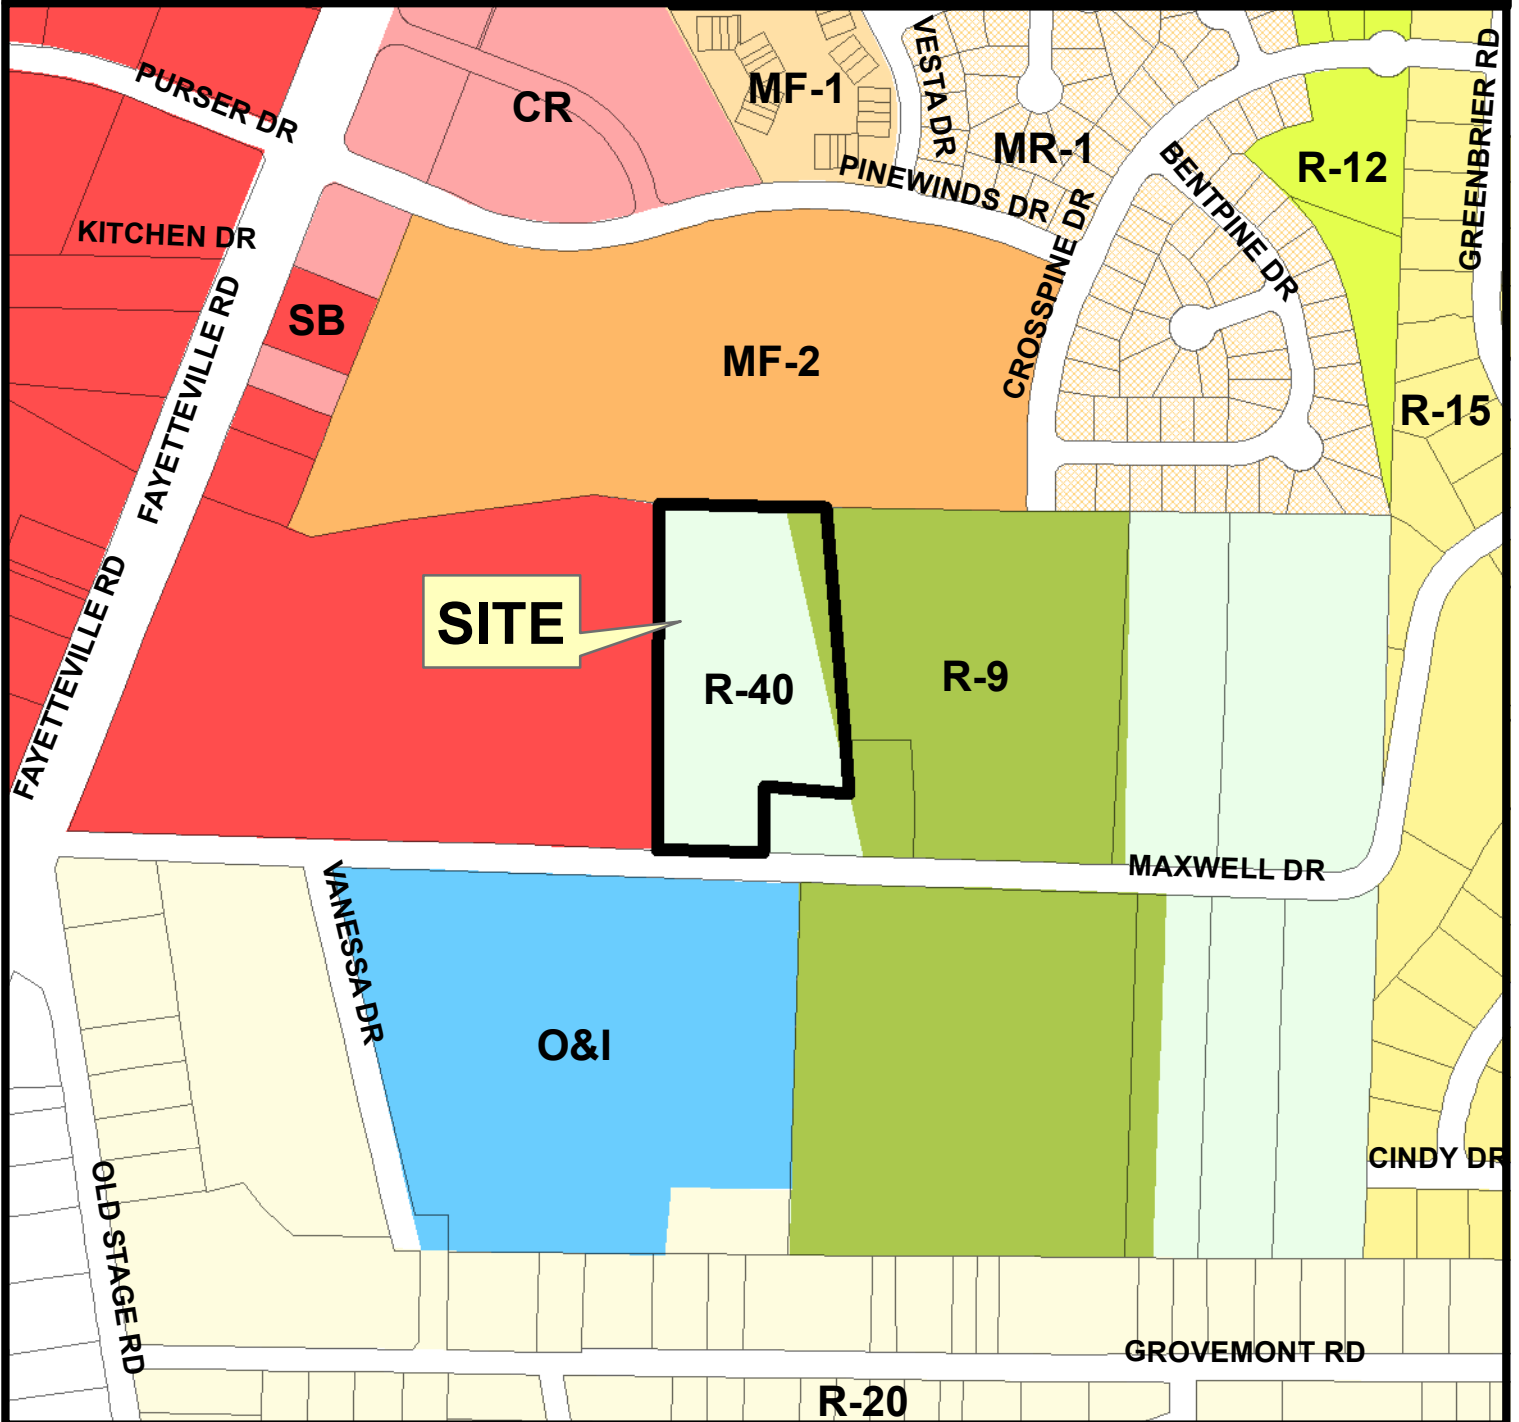 PURSER DR
CR
MF-1
VESTA DR
MR-1
PINEWINDS DR
BENTPINE DR
R-12
GREENBRIER RD
KITCHEN DR
SB
FAYETTEVILLE RD
MF-2
CROSSPINE DR
R-15
FAYETTEVILLE RD
SITE
R-40
R-9
MAXWELL DR
VANESSA DR
O&I
CINDY DR
OLD STAGE RD
GROVEMONT RD
R-20